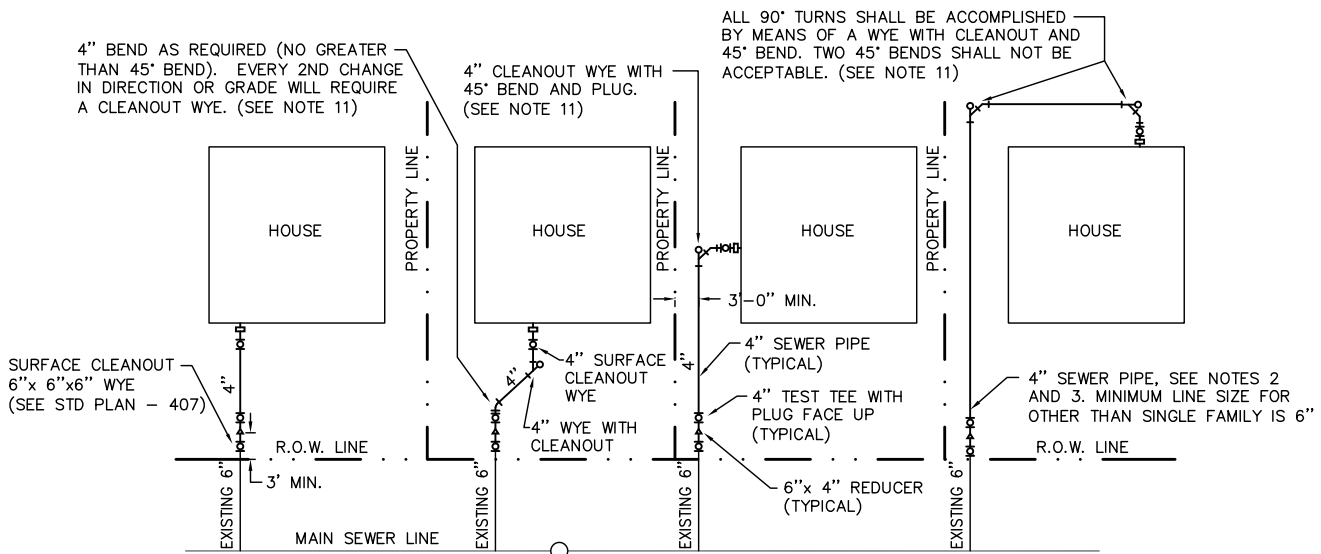 ALL 90° TURNS SHALL BE ACCOMPLISHED
BY MEANS OF A WYE WITH CLEANOUT AND
45° BEND. TWO 45° BENDS SHALL NOT BE
ACCEPTABLE. (SEE NOTE 11)
4" BEND AS REQUIRED (NO GREATER
THAN 45° BEND). EVERY 2ND CHANGE
IN DIRECTION OR GRADE WILL REQUIRE
A CLEANOUT WYE. (SEE NOTE 11)
4" CLEANOUT WYE WITH
45° BEND AND PLUG.
(SEE NOTE 11)
PROPERTY LINE
PROPERTY LINE
PROPERTY LINE
HOUSE
HOUSE
HOUSE
HOUSE
3'-0" MIN.
SURFACE CLEANOUT
6"x 6"x6" WYE
(SEE STD PLAN - 407)
4"
4"
4" SURFACE
CLEANOUT
WYE
4" WYE WITH
CLEANOUT
4"
4" SEWER PIPE
(TYPICAL)
4" TEST TEE WITH
PLUG FACE UP
(TYPICAL)
4" SEWER PIPE, SEE NOTES 2
AND 3. MINIMUM LINE SIZE FOR
OTHER THAN SINGLE FAMILY IS 6"
R.O.W. LINE
R.O.W. LINE
3' MIN.
6"x 4" REDUCER
(TYPICAL)
EXISTING 6"
EXISTING 6"
EXISTING 6"
EXISTING 6"
MAIN SEWER LINE